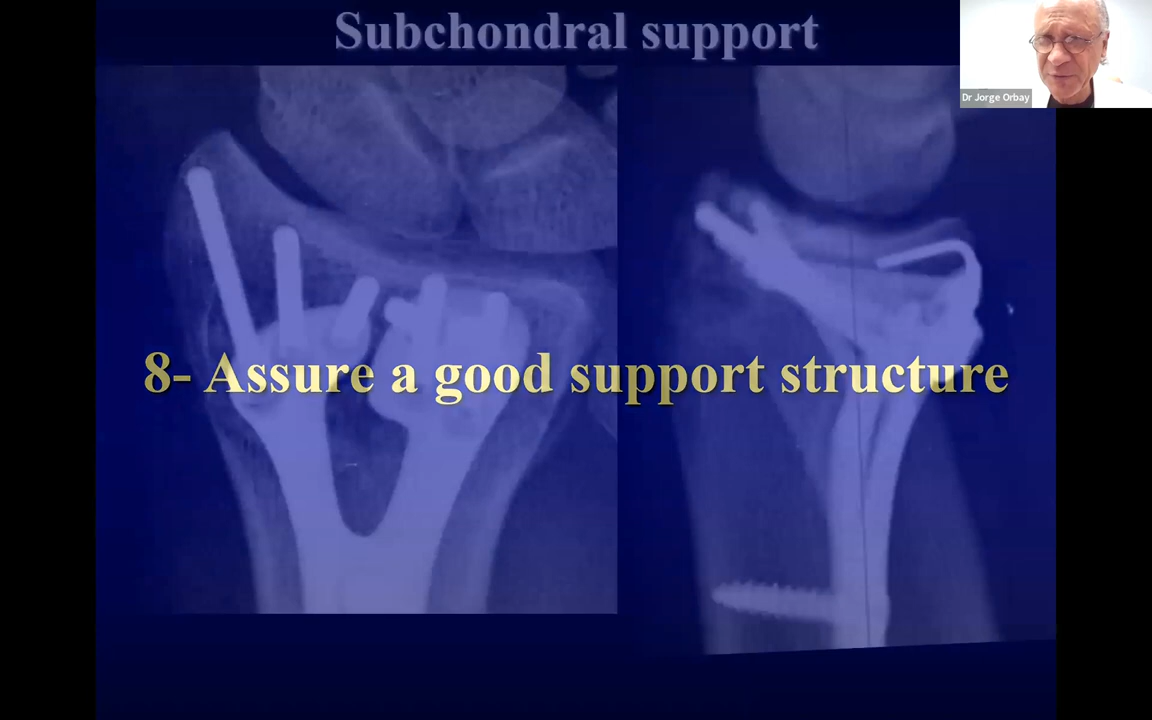 Subchondral support
Dr Jorge Orbay
8- Assure a good support structure